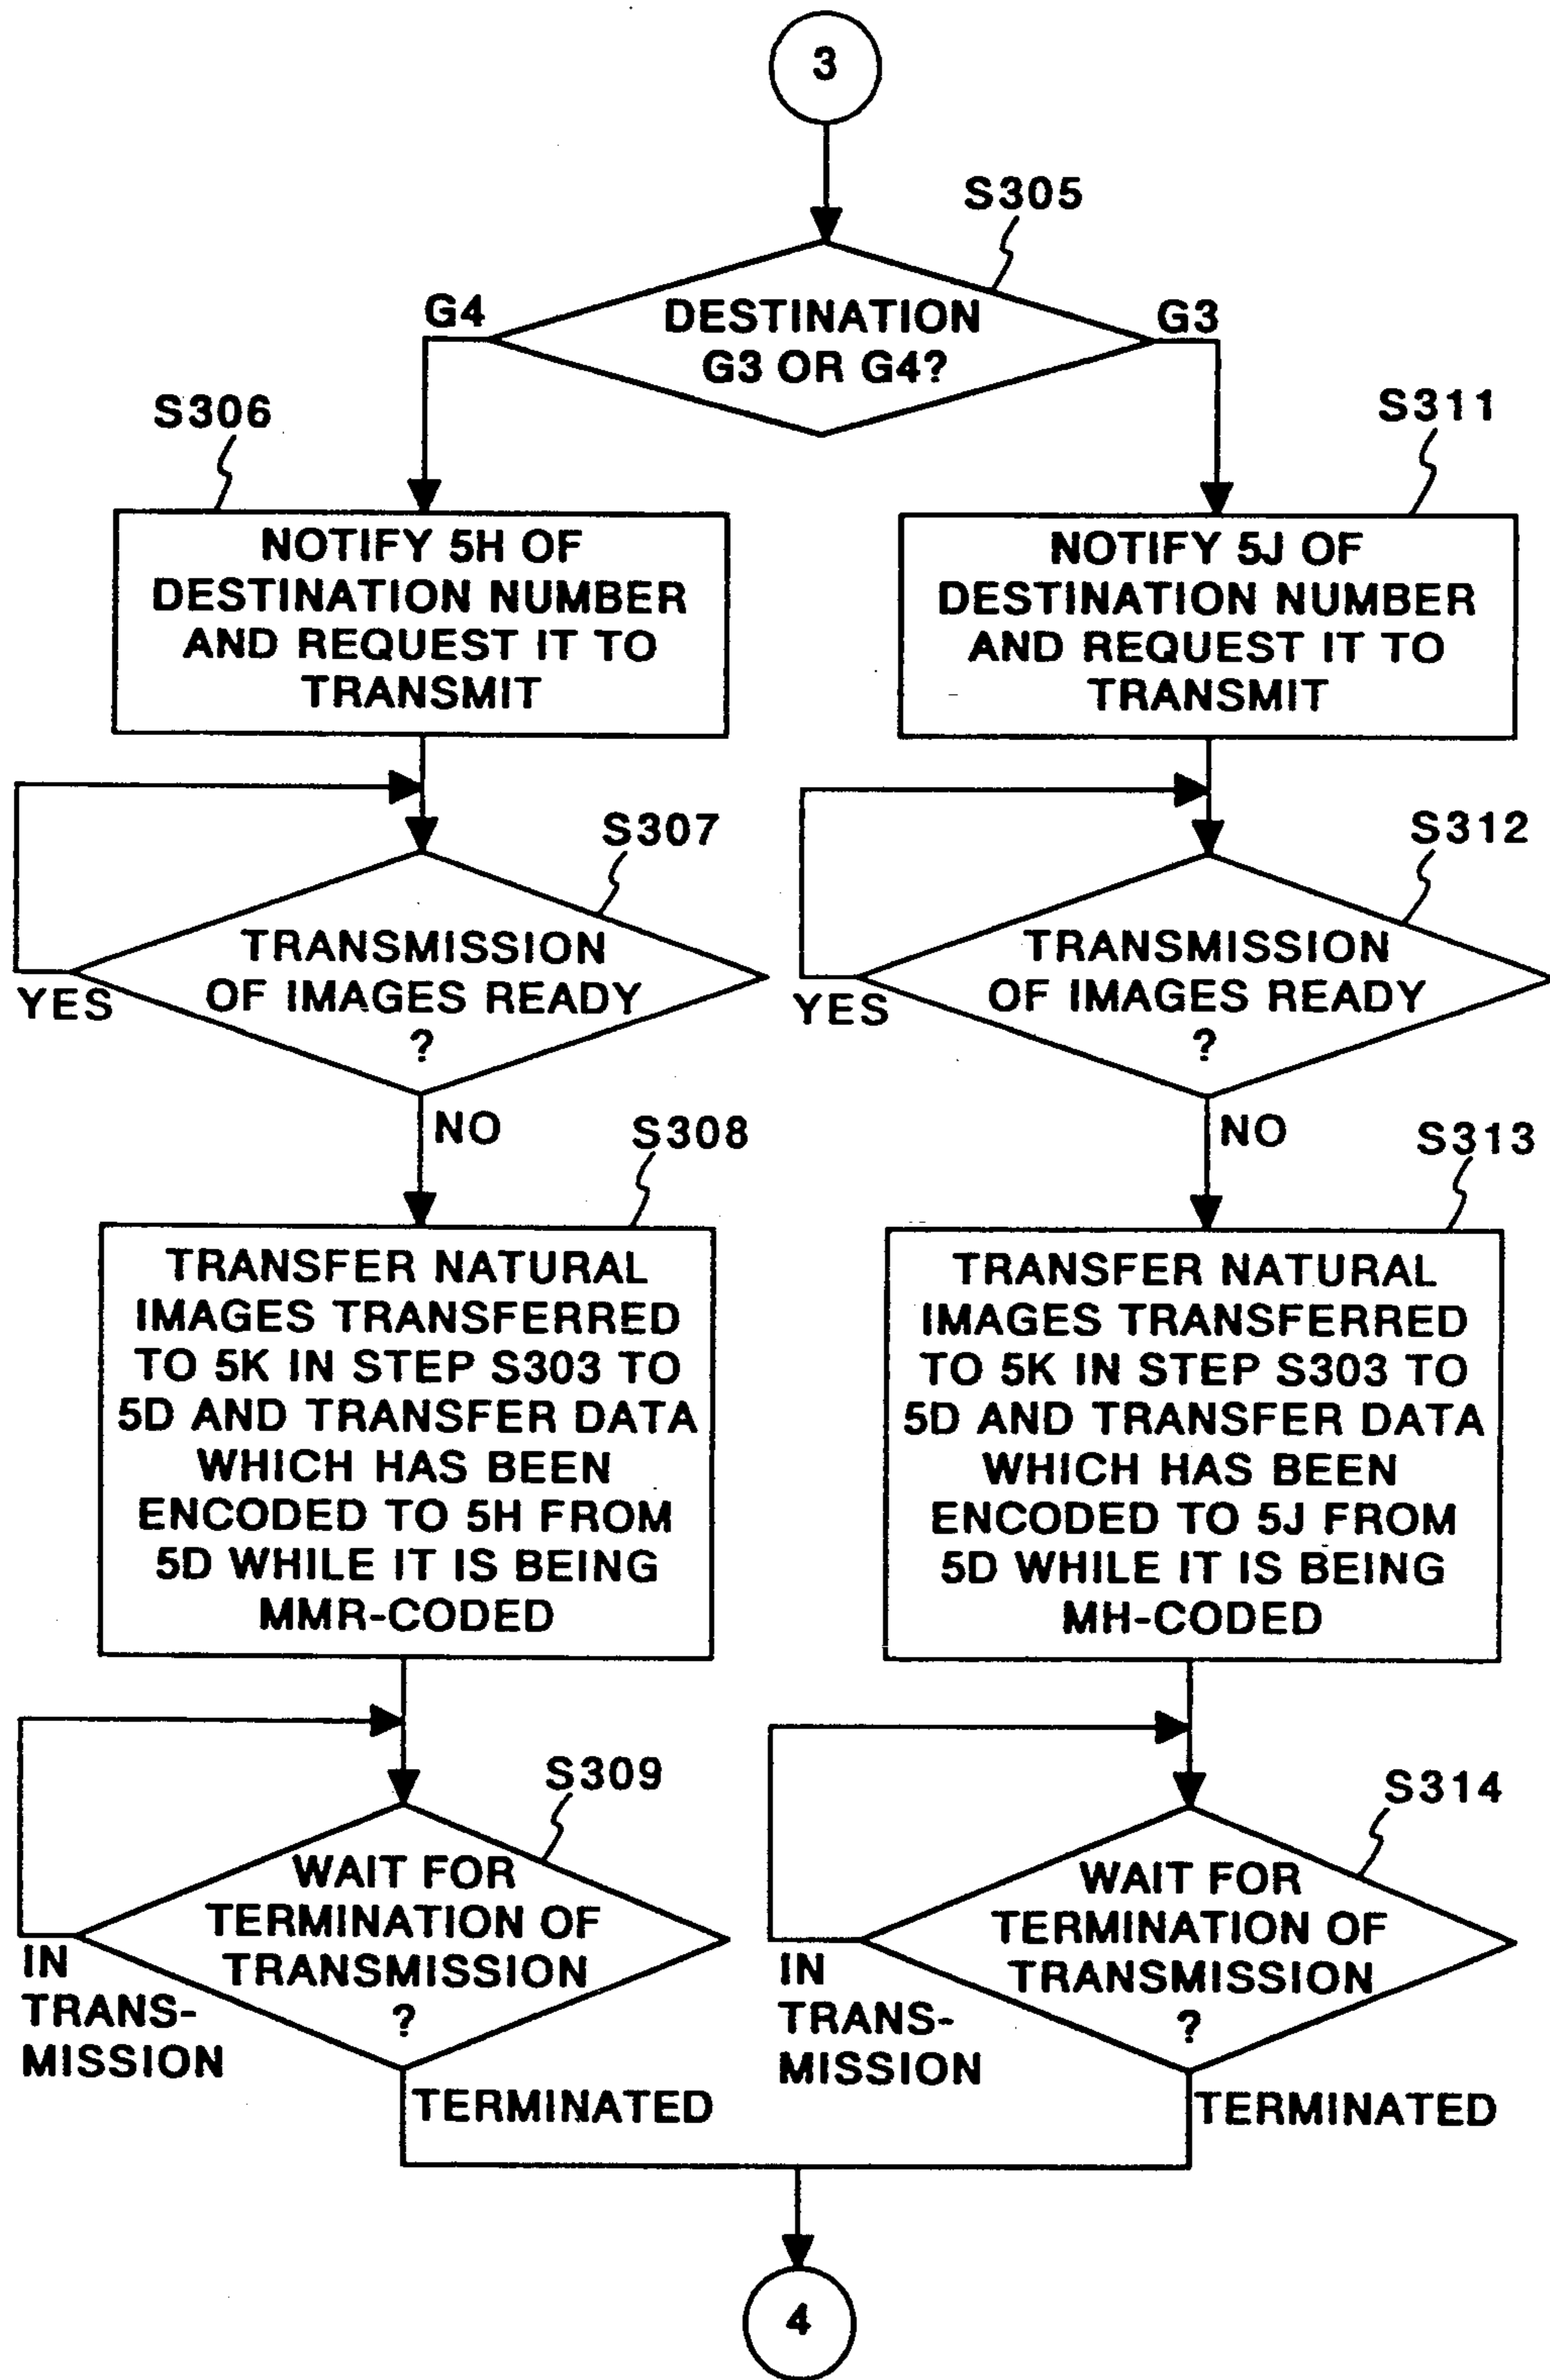 3
S305
G4
DESTINATION
G3 OR G4?
G3
S306
NOTIFY 5H OF
DESTINATION NUMBER
AND REQUEST IT TO
TRANSMIT
S311
NOTIFY 5J OF
DESTINATION NUMBER
AND REQUEST IT TO
TRANSMIT
S307
TRANSMISSION
OF IMAGES READY
?
YES
NO
S312
TRANSMISSION
OF IMAGES READY
?
YES
NO
S308
TRANSFER NATURAL
IMAGES TRANSFERRED
TO 5K IN STEP S303 TO
5D AND TRANSFER DATA
WHICH HAS BEEN
ENCODED TO 5H FROM
5D WHILE IT IS BEING
MMR-CODED
S313
TRANSFER NATURAL
IMAGES TRANSFERRED
TO 5K IN STEP S303 TO
5D AND TRANSFER DATA
WHICH HAS BEEN
ENCODED TO 5J FROM
5D WHILE IT IS BEING
MH-CODED
S309
WAIT FOR
TERMINATION OF
TRANSMISSION
?
IN
TRANS-
MISSION
TERMINATED
S314
WAIT FOR
TERMINATION OF
TRANSMISSION
?
IN
TRANS-
MISSION
TERMINATED
4